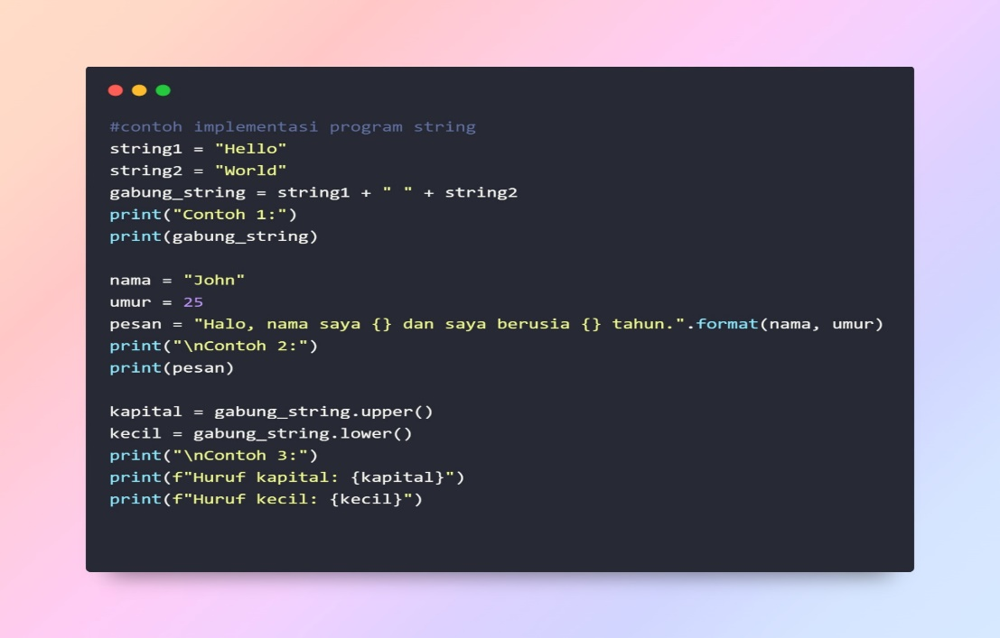 #contoh implementasi program string
string1 = "Hello"
string2 = "World"
gabung_string = string1 + " " + string2
print("Contoh 1:")
print(gabung_string)

nama = "John"
umur = 25
pesan = "Halo, nama saya {} dan saya berusia {} tahun.".format(nama, umur)
print("\nContoh 2:")
print(pesan)

kapital = gabung_string.upper()
kecil = gabung_string.lower()
print("\nContoh 3:")
print(f"Huruf kapital: {kapital}")
print(f"Huruf kecil: {kecil}")